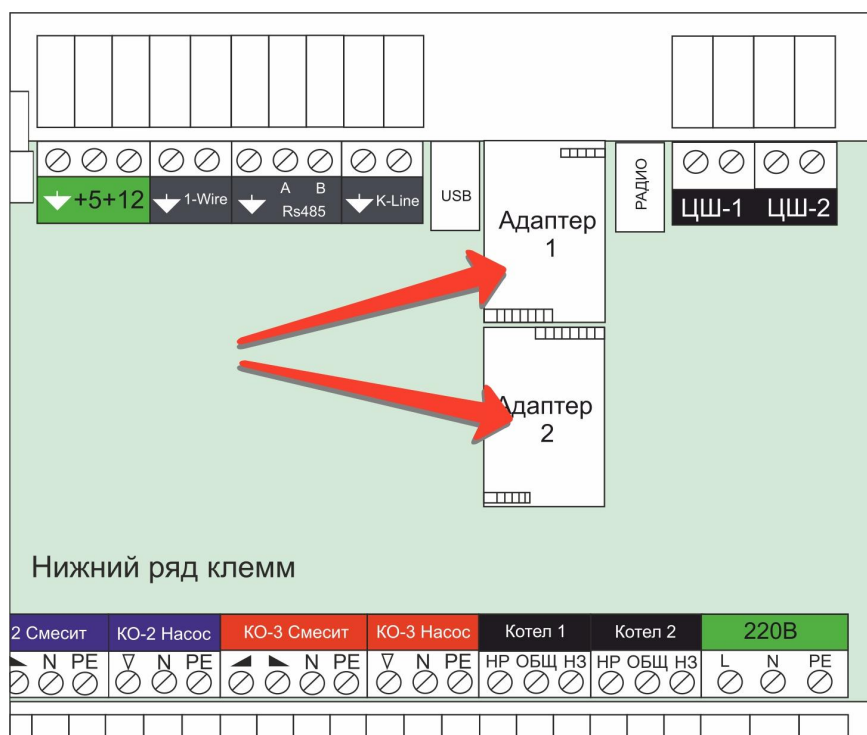 +5+12
1-Wire
A B
Rs485
K-Line
USB
Адаптер
1
РАДИО
ЦШ-1 ЦШ-2
Адаптер
2
Нижний ряд клемм
2 Смесит КО-2 Насос КО-3 Смесит КО-3 Насос Котел 1 Котел 2 220В
N PE N PE N PE N PE НР ОБЩ НЗ НР ОБЩ НЗ L N PE